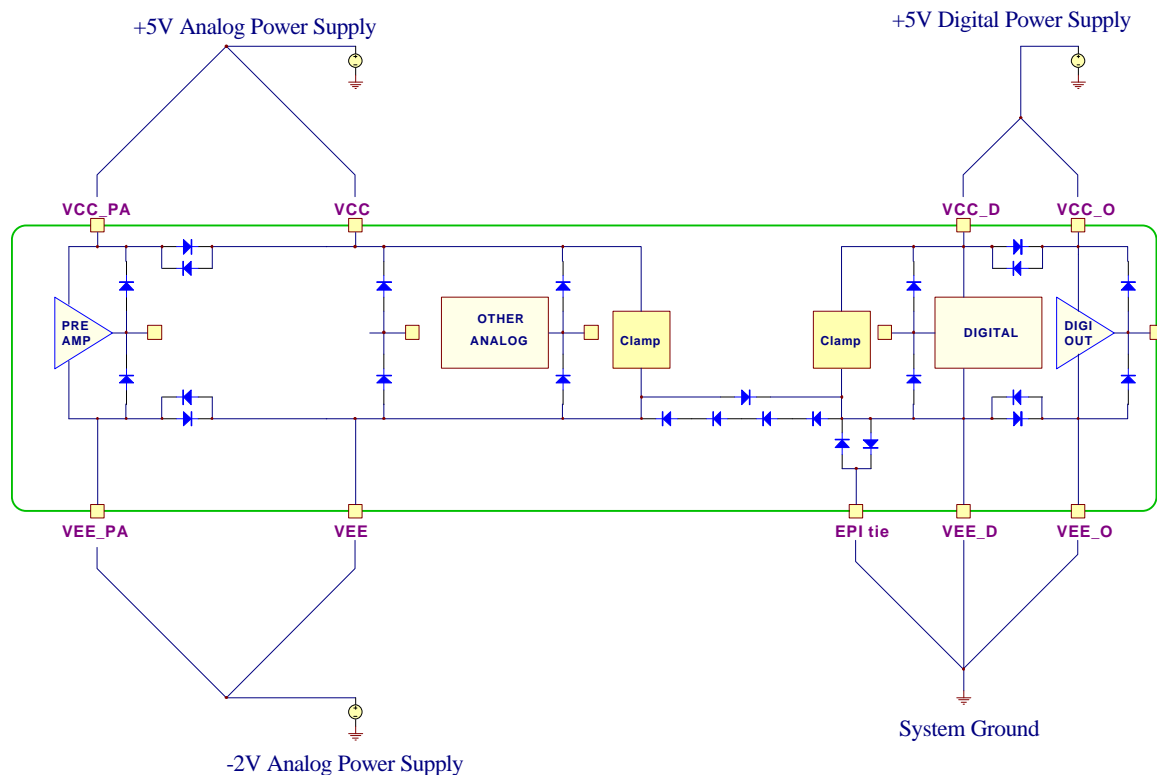 +5V Analog Power Supply
+5V Digital Power Supply
VCC_PA
VCC
VCC_D
VCC_O
PRE
AMP
OTHER
ANALOG
Clamp
Clamp
DIGITAL
DIGI
OUT
VEE_PA
VEE
EPI tie
VEE_D
VEE_O
System Ground
-2V Analog Power Supply